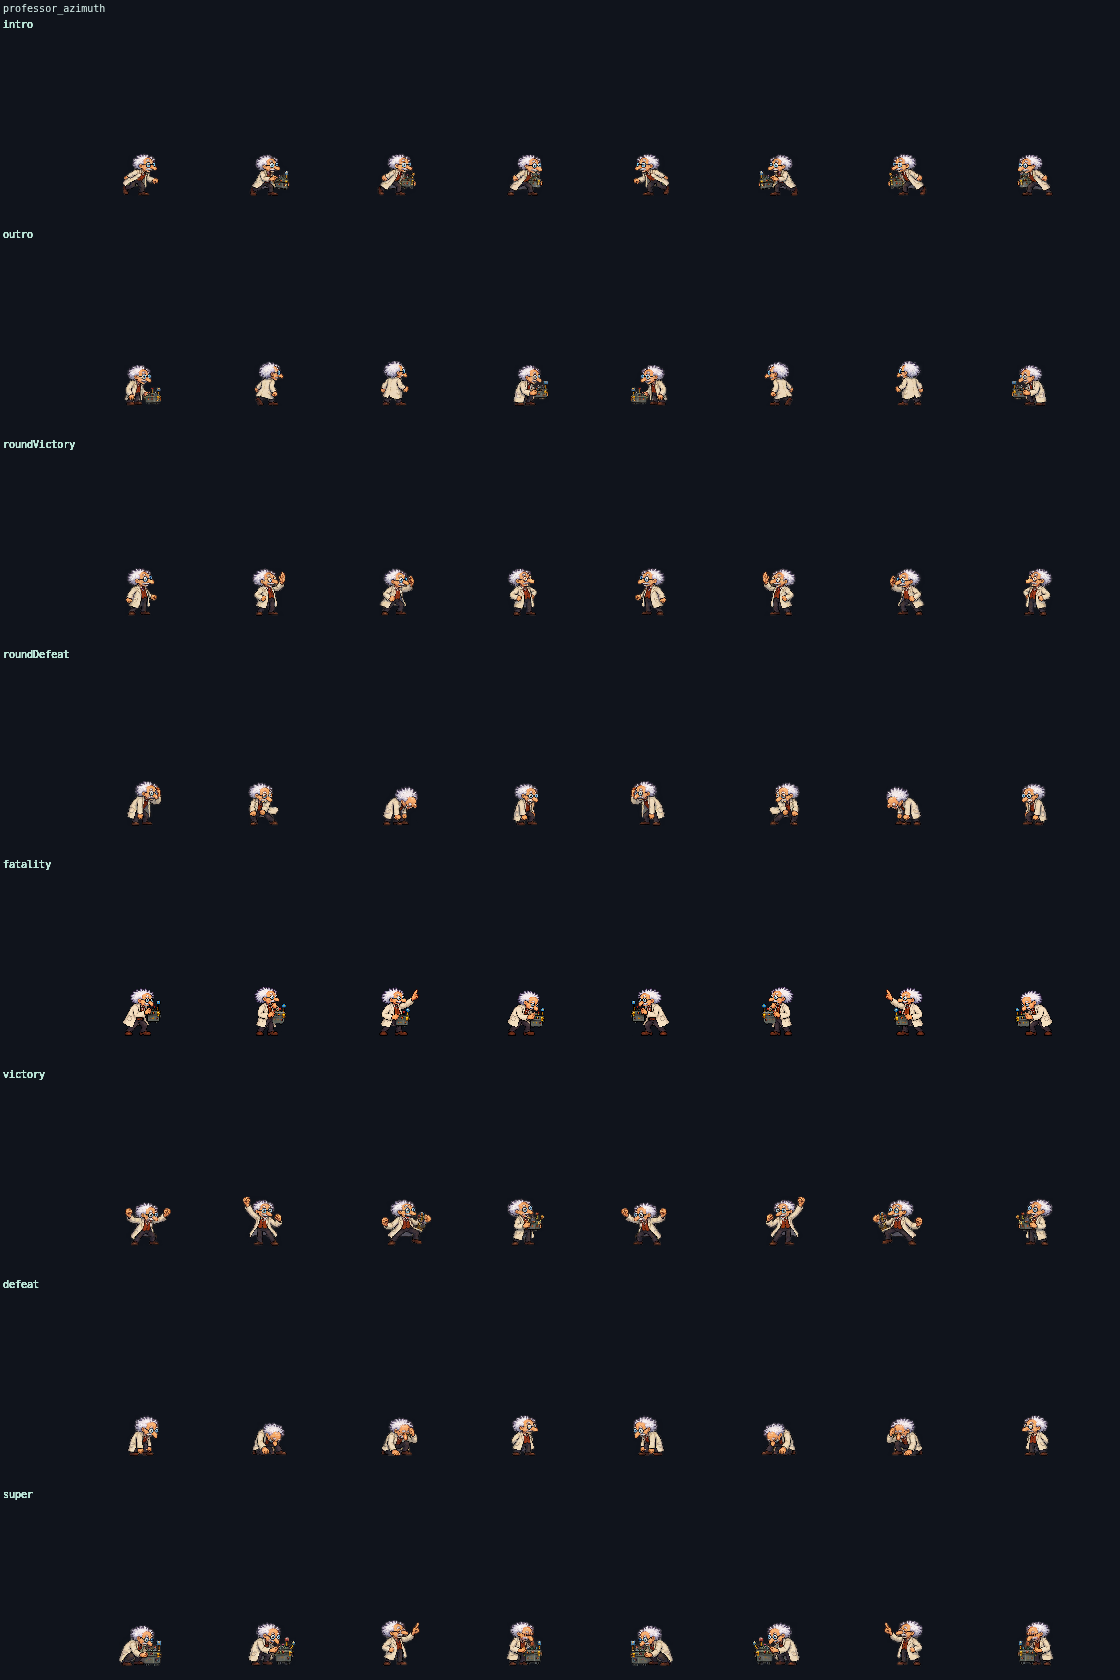 professor_azimuth
intro
outro
roundVictory
roundDefeat
fatality
victory
defeat
super